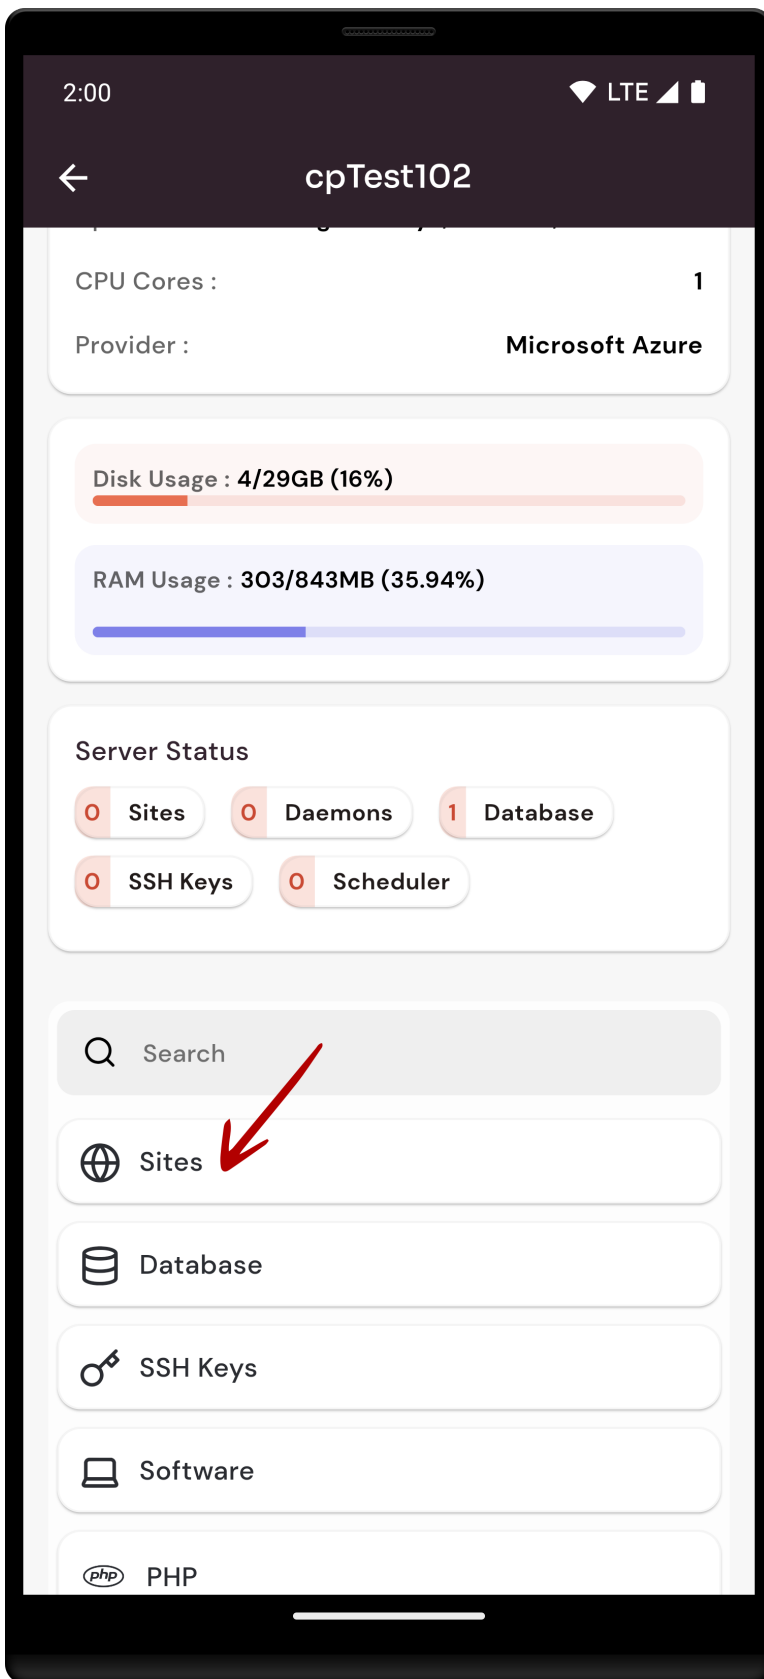 2:00
LTE
cpTest102
CPU Cores :
1
Provider :
Microsoft Azure
Disk Usage : 4/29GB (16%)
RAM Usage : 303/843MB (35.94%)
Server Status
0 Sites
0 Daemons
1 Database
0 SSH Keys
0 Scheduler
Search
Sites
Database
SSH Keys
Software
php PHP